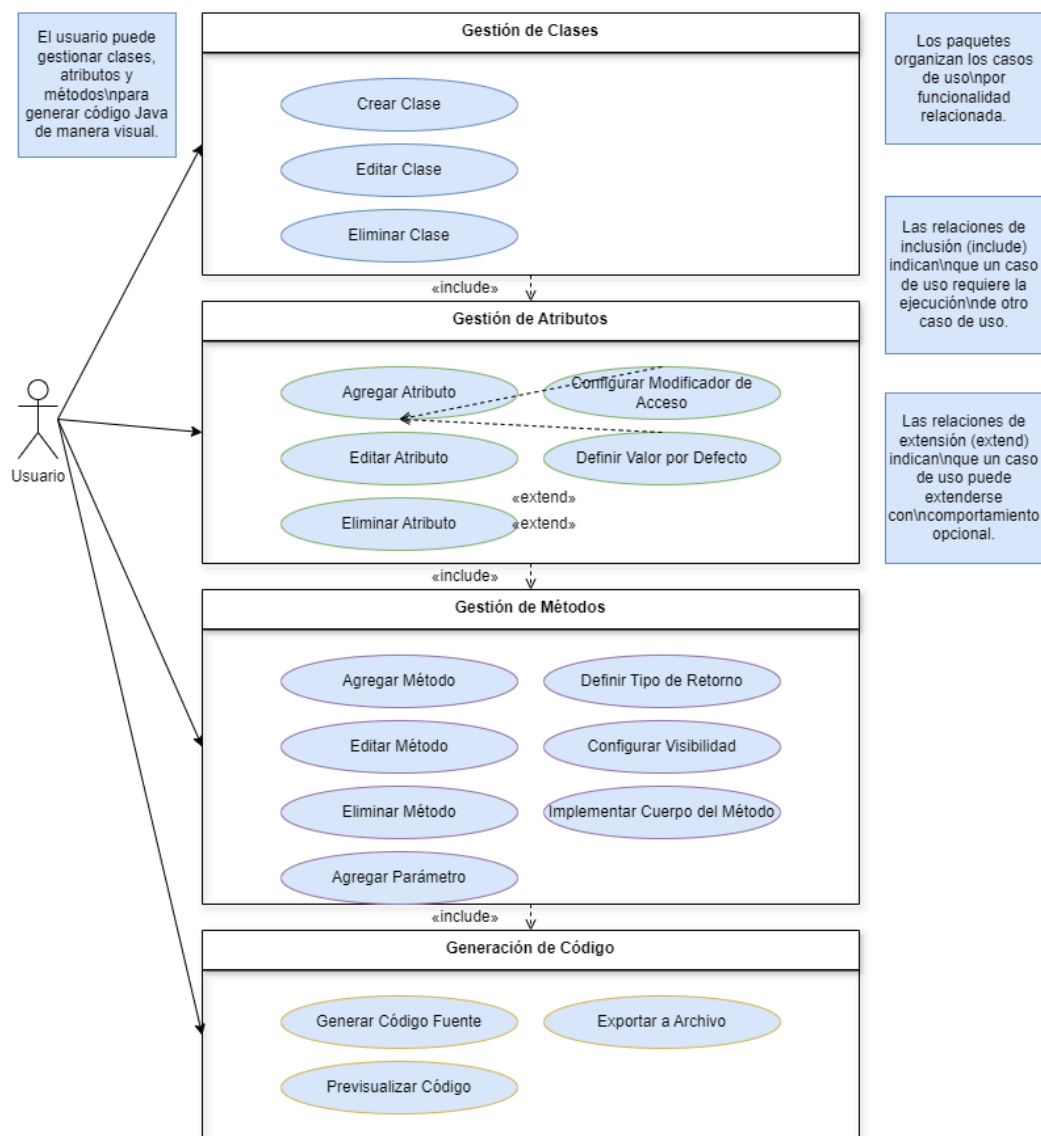 El usuario puede
gestionar clases,
atributos y
métodos\npara
generar código Java
de manera visual.
Gestión de Clases
Crear Clase
Editar Clase
Eliminar Clase
Los paquetes
organizan los casos
de uso\npor
funcionalidad
relacionada.
Las relaciones de
inclusión (include)
indican\nque un caso
de uso requiere la
ejecución\nde otro
caso de uso.
«include»
Gestión de Atributos
Agregar Atributo
Configurar Modificador de
Acceso
Editar Atributo
Definir Valor por Defecto
Eliminar Atributo
«extend»
«extend»
Las relaciones de
extensión (extend)
indican\nque un caso
de uso puede
extenderse
con\ncomportamiento
opcional.
Usuario
«include»
Gestión de Métodos
Agregar Método
Definir Tipo de Retorno
Editar Método
Configurar Visibilidad
Eliminar Método
Implementar Cuerpo del Método
Agregar Parámetro
«include»
Generación de Código
Generar Código Fuente
Exportar a Archivo
Previsualizar Código